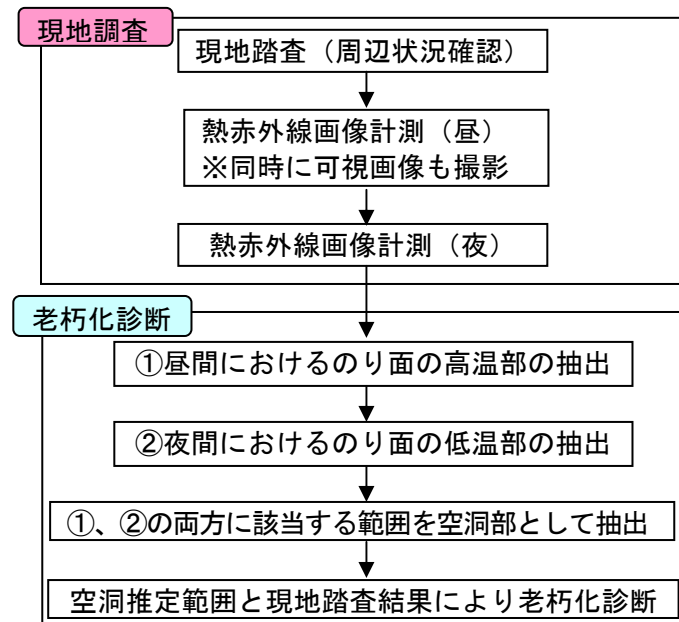 現地調査
現地踏査（周辺状況確認）
熱赤外線画像計測（昼）
※同時に可視画像も撮影
熱赤外線画像計測（夜）
老朽化診断
①昼間におけるのり面の高温部の抽出
②夜間におけるのり面の低温部の抽出
①、②の両方に該当する範囲を空洞部として抽出
空洞推定範囲と現地踏査結果により老朽化診断